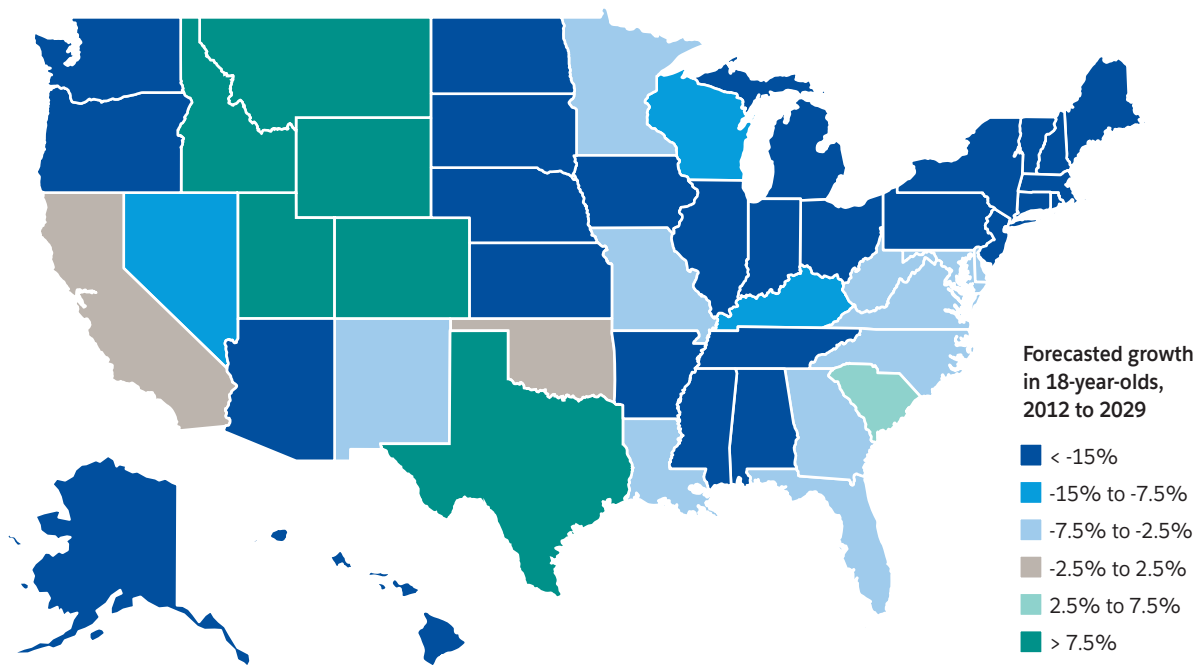 Forecasted growth
in 18-year-olds,
2012 to 2029
< -15%
-15% to -7.5%
-7.5% to -2.5%
-2.5% to 2.5%
2.5% to 7.5%
> 7.5%